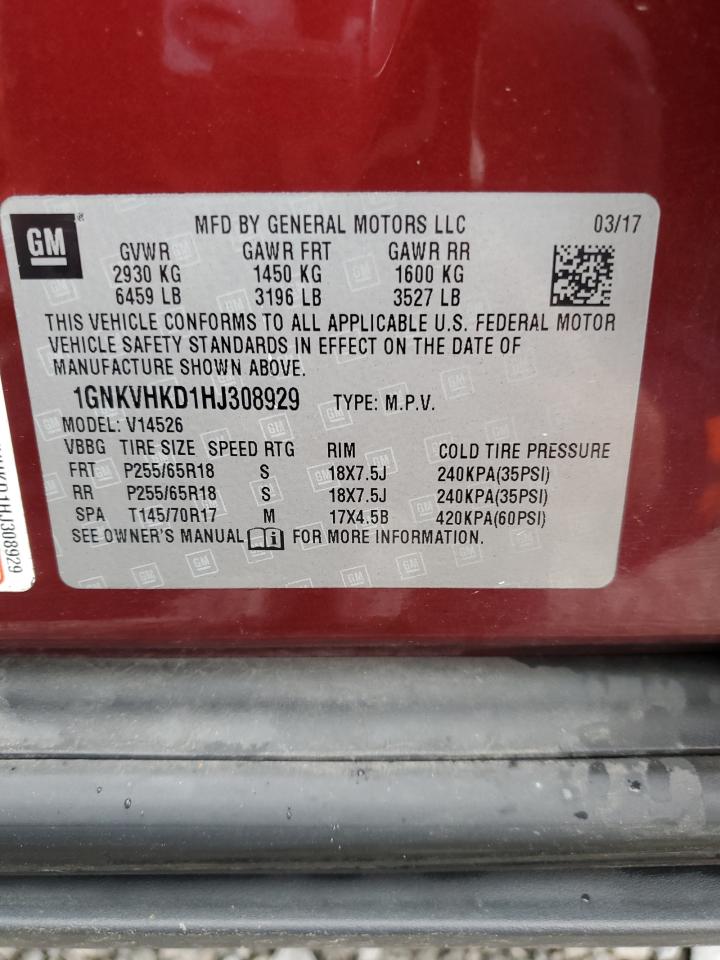 GM
MFD BY GENERAL MOTORS LLC 03/17
GVWR GAWR FRT GAWR RR
2930 KG 1450 KG 1600 KG
6459 LB 3196 LB 3527 LB
THIS VEHICLE CONFORMS TO ALL APPLICABLE U.S. FEDERAL MOTOR
VEHICLE SAFETY STANDARDS IN EFFECT ON THE DATE OF
MANUFACTURE SHOWN ABOVE.
1GNKVHKD1HJ308929 TYPE: M.P.V.
MODEL: V14526
VBBG TIRE SIZE SPEED RTG RIM COLD TIRE PRESSURE
FRT P255/65R18 S 18X7.5J 240KPA(35PSI)
RR P255/65R18 S 18X7.5J 240KPA(35PSI)
SPA T145/70R17 M 17X4.5B 420KPA(60PSI)
SEE OWNER'S MANUAL i FOR MORE INFORMATION.